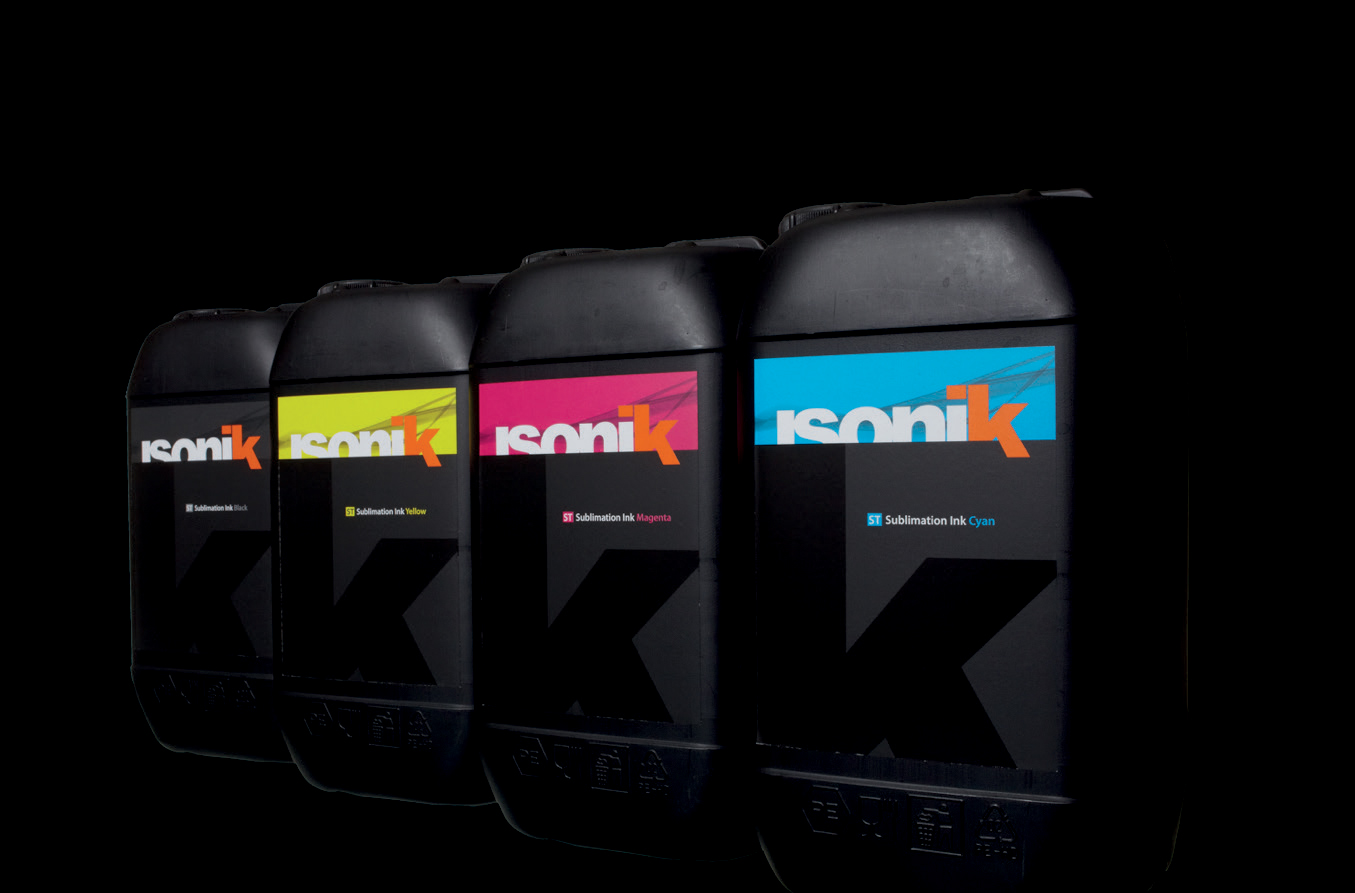 isonik
ST Sublimation Ink Black
isonik
ST Sublimation Ink Yellow
isonik
ST Sublimation Ink Magenta
isonik
ST Sublimation Ink Cyan
k
k
k
k
PE